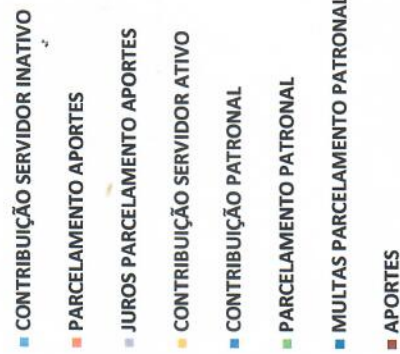 CONTRIBUIÇÃO SERVIDOR INATIVO
PARCELAMENTO APORTES
JUROS PARCELAMENTO APORTES
CONTRIBUIÇÃO SERVIDOR ATIVO
CONTRIBUIÇÃO PATRONAL
PARCELAMENTO PATRONAL
MULTAS PARCELAMENTO PATRONAL
APORTES